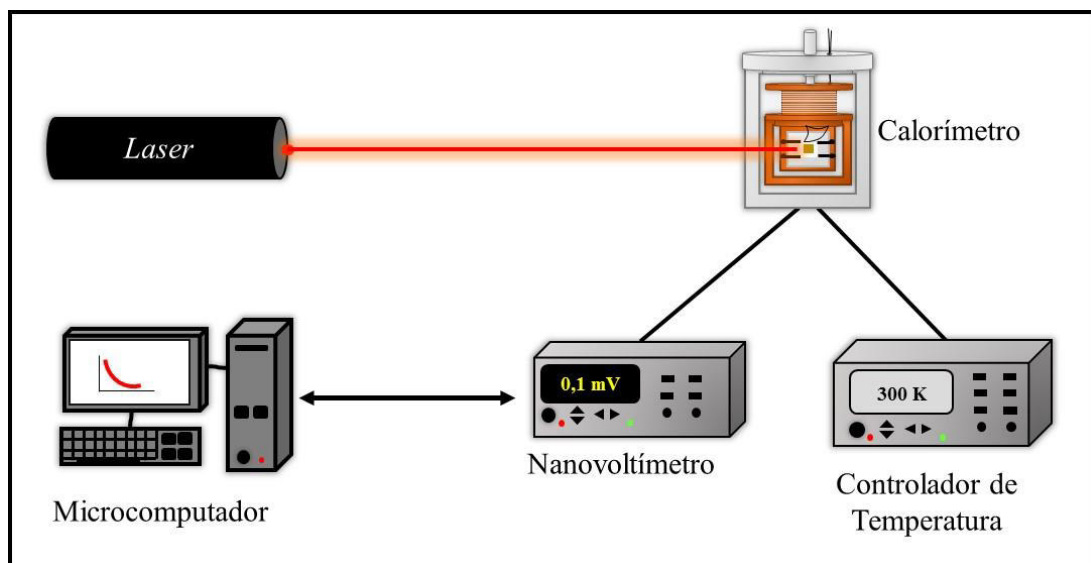 Laser
Calorímetro
0,1 mV
300 K
Nanovoltímetro
Microcomputador
Controlador de
Temperatura